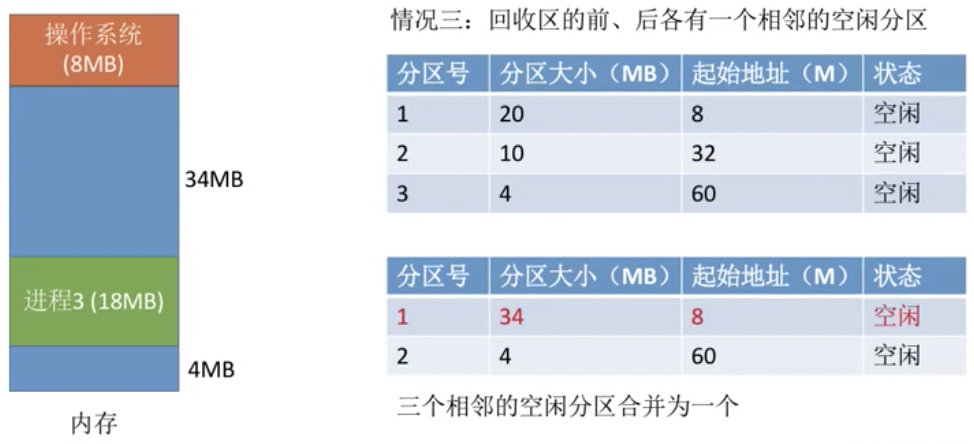 操作系统
(8MB)
34MB
进程3 (18MB)
4MB
内存
情况三：回收区的前、后各有一个相邻的空闲分区
分区号 分区大小（MB） 起始地址（M） 状态
1 20 8 空闲
2 10 32 空闲
3 4 60 空闲
分区号 分区大小（MB） 起始地址（M） 状态
1 34 8 空闲
2 4 60 空闲
三个相邻的空闲分区合并为一个